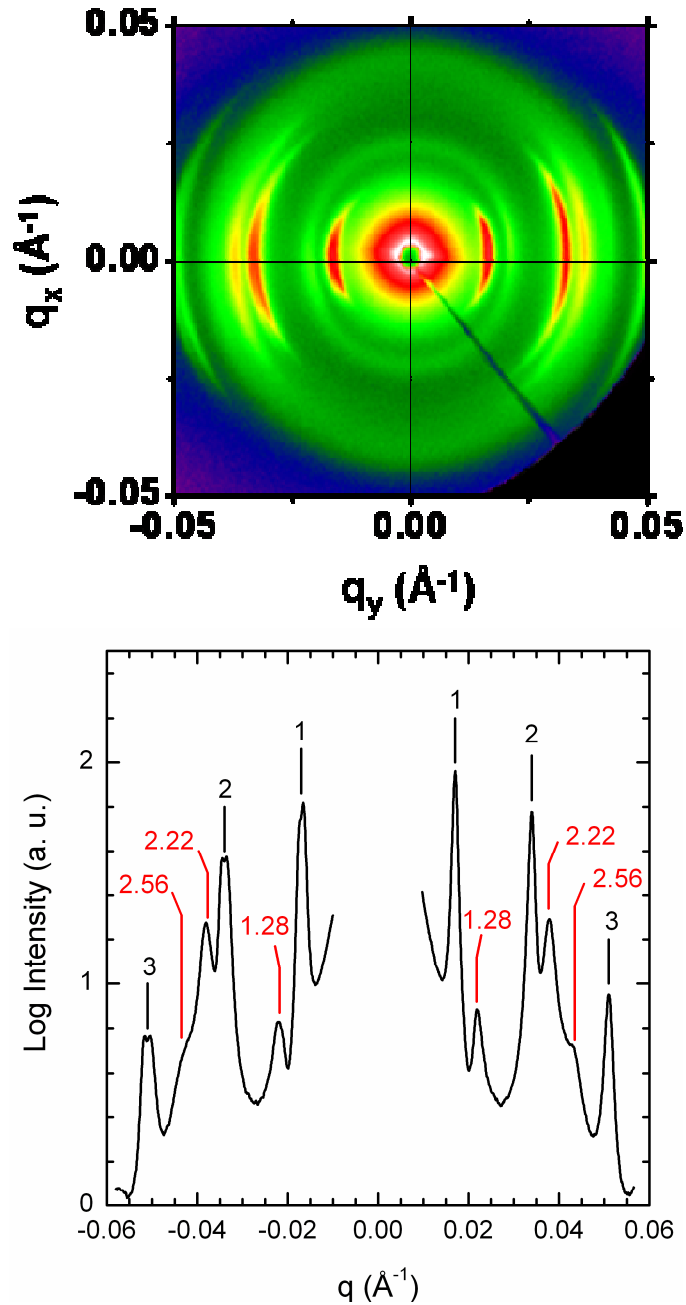 0.05
0.00
-0.05
qx (Å-1)
-0.05 0.00 0.05
qy (Å-1)
1 1
2 2
2.22 2.22
2.56 2.56
1.28 1.28
3 3
2
1
0
Log Intensity (a. u.)
-0.06 -0.04 -0.02 0.00 0.02 0.04 0.06
q (Å-1)